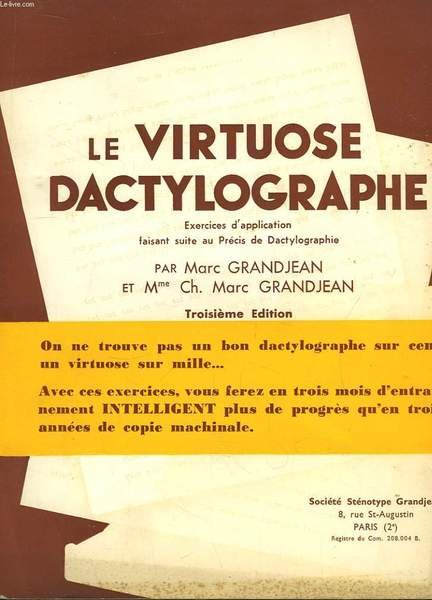 Le-livre.com
LE VIRTUOSE
DACTYLOGRAPHE
Exercices d'application
faisant suite au Précis de Dactylographie
PAR Marc GRANDJEAN
ET Mme Ch. Marc GRANDJEAN
Troisième Edition
On ne trouve pas un bon dactylographe sur cen
un virtuose sur mille...
Avec ces exercices, vous ferez en trois mois d'entra
nement INTELLIGENT plus de progrès qu'en troi
années de copie machinale.
Société Sténotype Grandje
8, rue St-Augustin
PARIS (2e)
Registre du Com. 208.004 B.